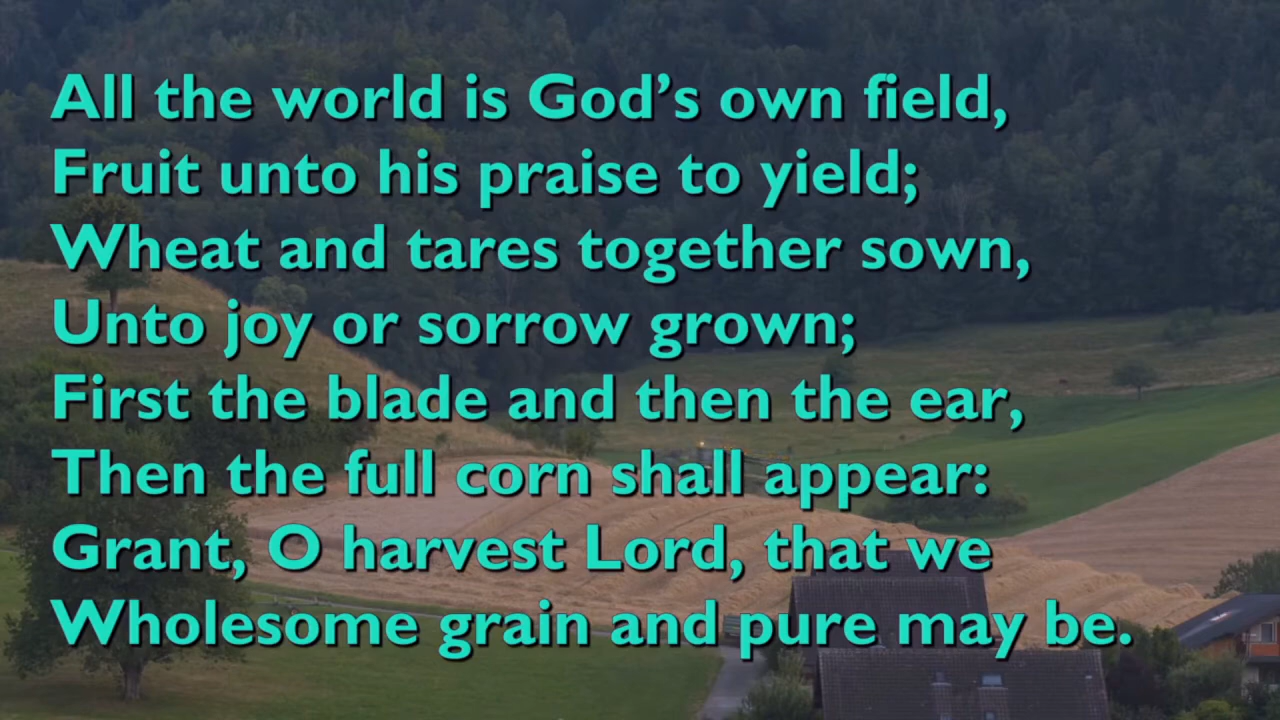 All the world is God’s own field,
Fruit unto his praise to yield;
Wheat and tares together sown,
Unto joy or sorrow grown;
First the blade and then the ear,
Then the full corn shall appear:
Grant, O harvest Lord, that we
Wholesome grain and pure may be.